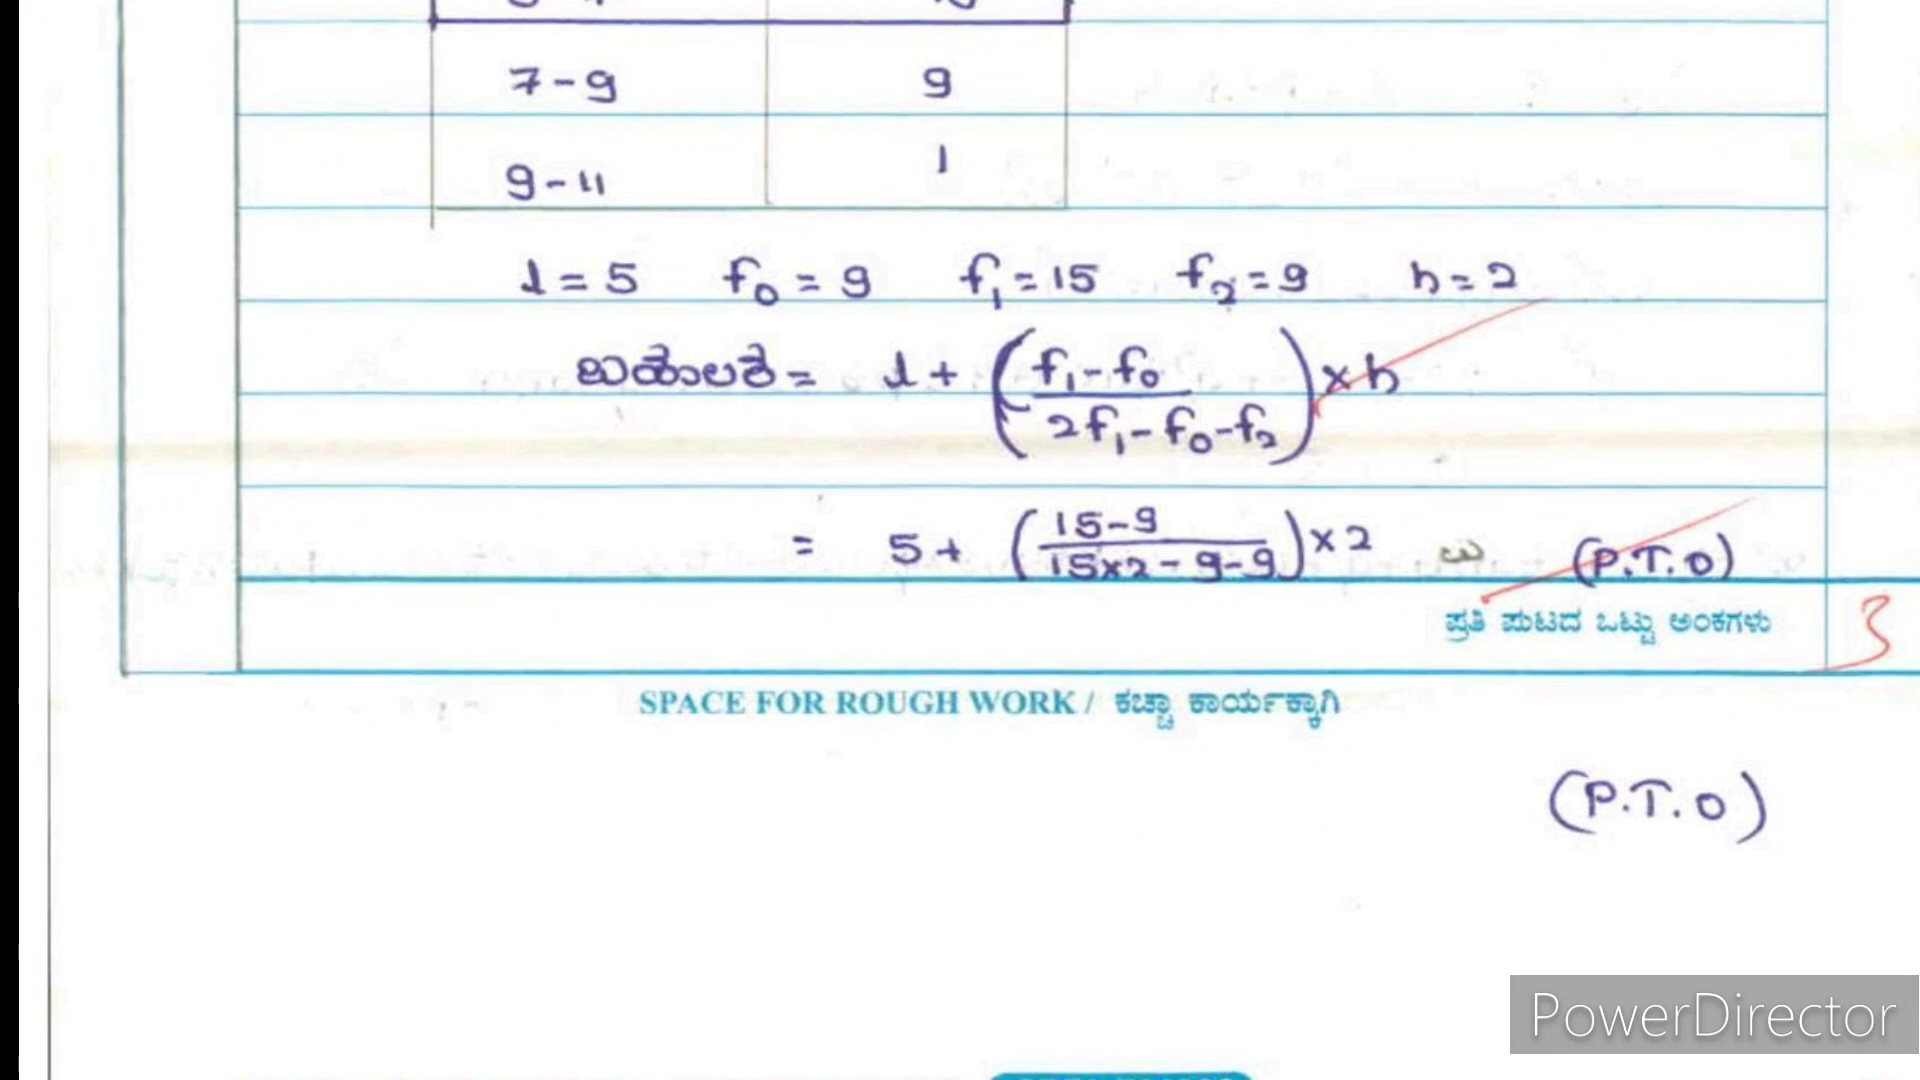 7-9 9
9-11 1
l = 5 f₀ = 9 f₁ = 15 f₂ = 9 h = 2
ಬಹುಲಕ = l + (f₁-f₀ / 2f₁-f₀-f₂) × h
= 5 + (15-9 / 15×2-9-9) × 2 (P.T.O)
ಪ್ರತಿ ಪುಟದ ಒಟ್ಟು ಅಂಕಗಳು 3
SPACE FOR ROUGH WORK / ಕಚ್ಚಾ ಕಾರ್ಯಕ್ಕಾಗಿ
(P.T.O)
PowerDirector